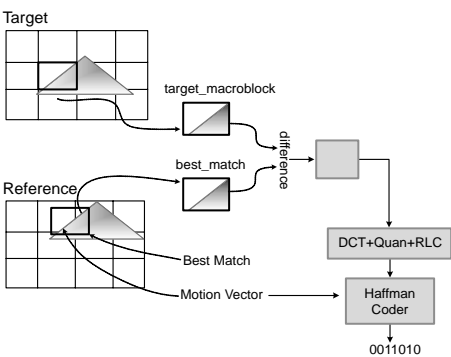 Target
target_macroblock
difference
best_match
Reference
DCT+Quan+RLC
Best Match
Motion Vector
Haffman
Coder
0011010